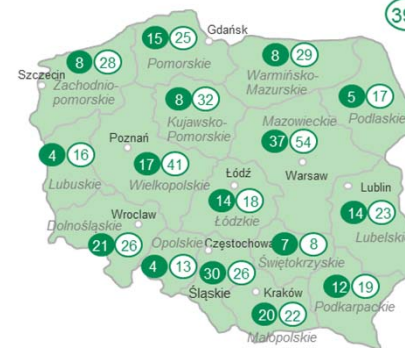 39
15 25 Gdańsk
Pomorskie
8 28
Szczecin
Zachodnio-
pomorskie
8 29
Warmińsko-
Mazurskie
8 32
Kujawsko-
Pomorskie
5 17
Podlaskie
Mazowieckie
37 54
Warsaw
4 16
Lubuskie
Poznań
17 41
Wielkopolskie
Łódź
14 18
Łódzkie
Lublin
14 23
Lubelski
Dolnośląskie
Wroclaw
21 26
Opolskie
4 13
Częstochowa
30 26
Śląskie
7 8
Świętokrzyskie
Kraków
20 22
Małopolskie
12 19
Podkarpackie